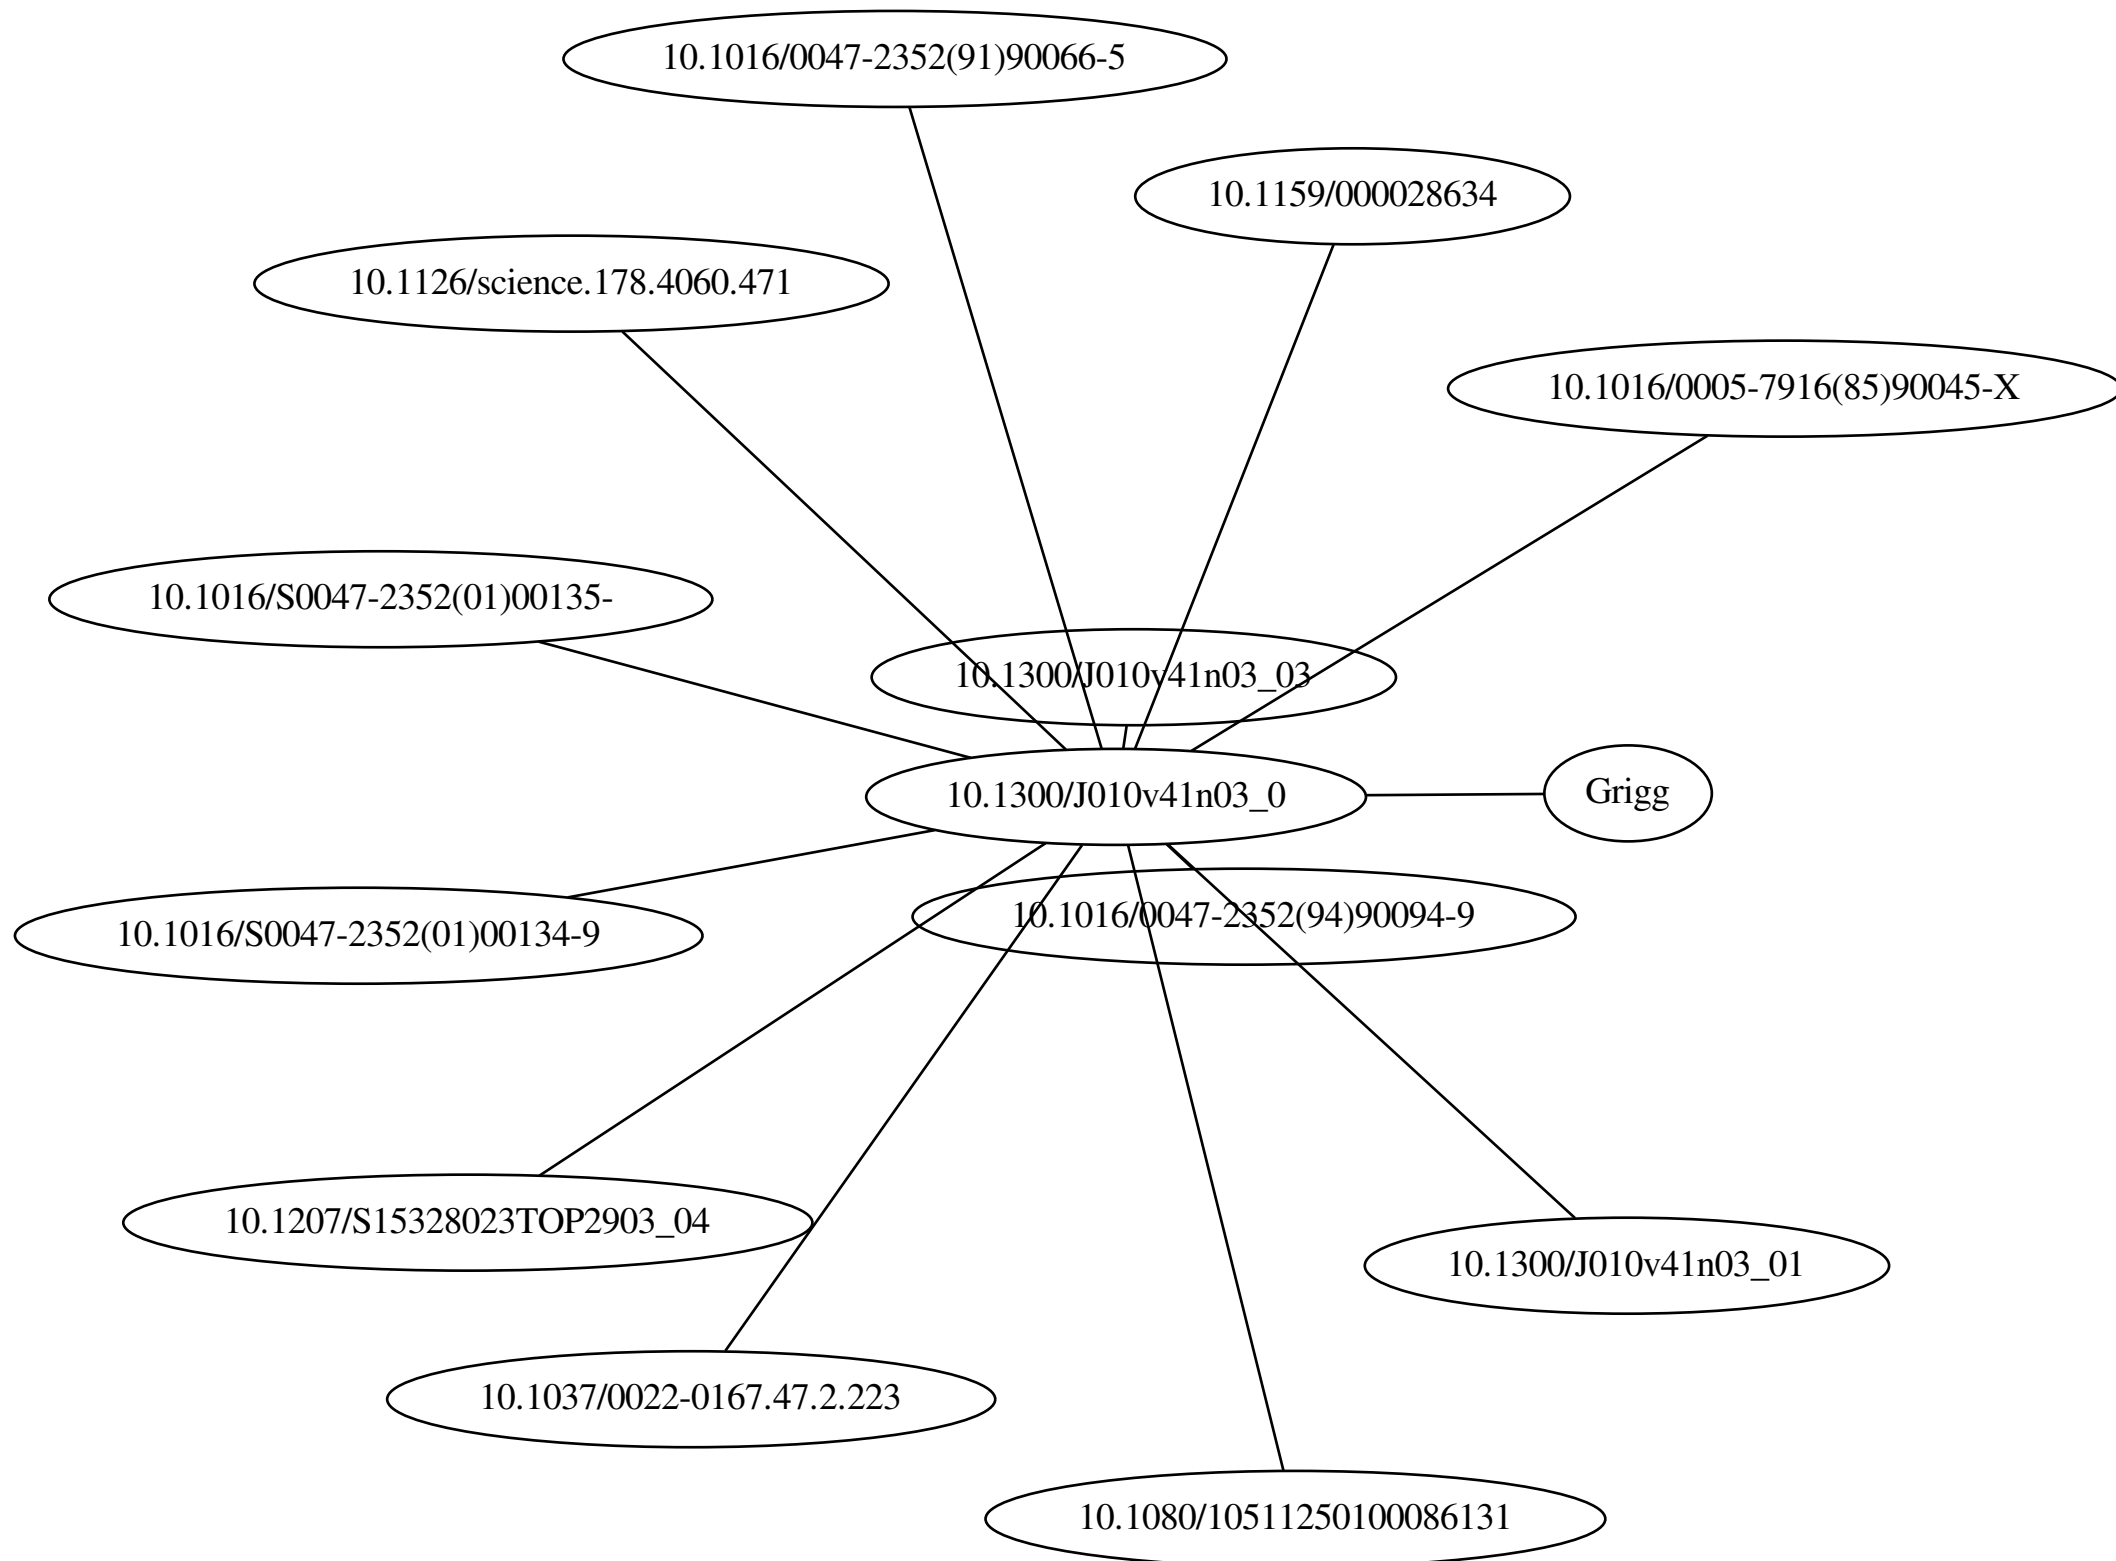 10.1016/0047-2352(91)90066-5
10.1159/000028634
10.1126/science.178.4060.471
10.1016/0005-7916(85)90045-X
10.1016/S0047-2352(01)00135-
10.1300/J010v41n03_03
10.1300/J010v41n03_0
Grigg
10.1016/0047-2352(94)90094-9
10.1016/S0047-2352(01)00134-9
10.1207/S15328023TOP2903_04
10.1300/J010v41n03_01
10.1037/0022-0167.47.2.223
10.1080/10511250100086131